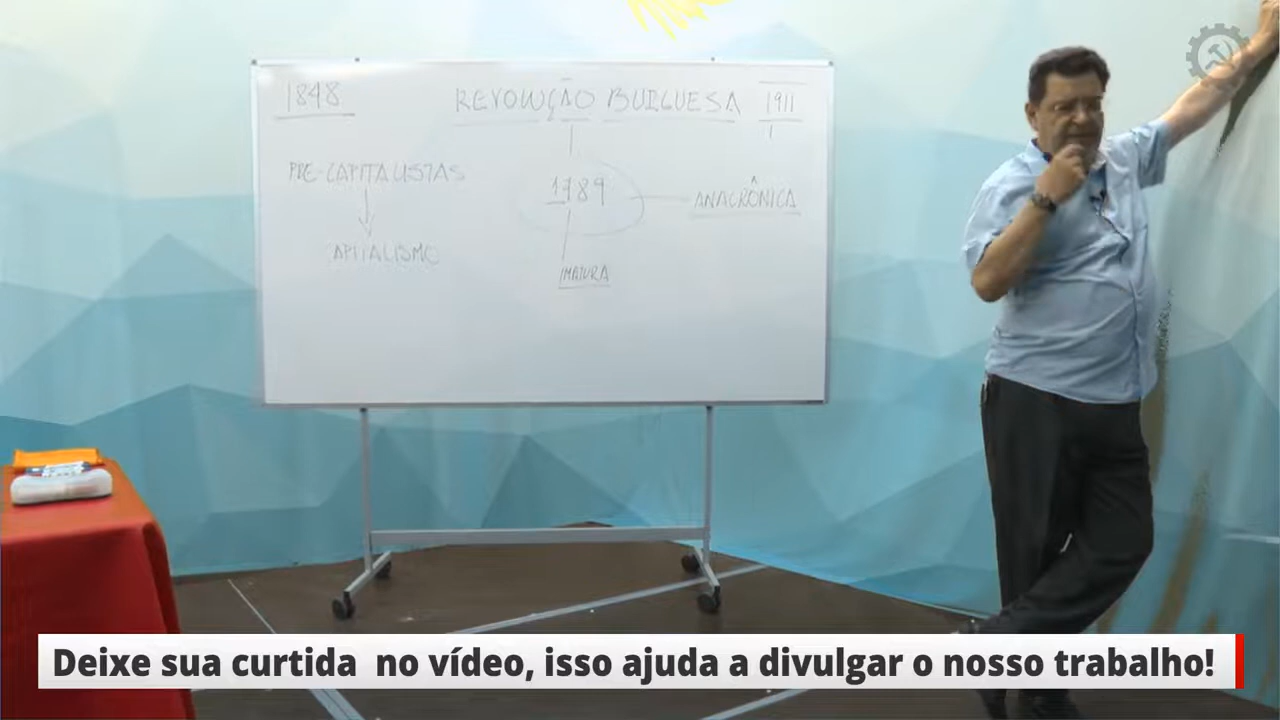 1848
REVOLUÇÃO BURGUESA
1911
PRE-CAPITALISTAS
1789
ANACRÔNICA
CAPITALISMO
IMATURA
Deixe sua curtida no vídeo, isso ajuda a divulgar o nosso trabalho!